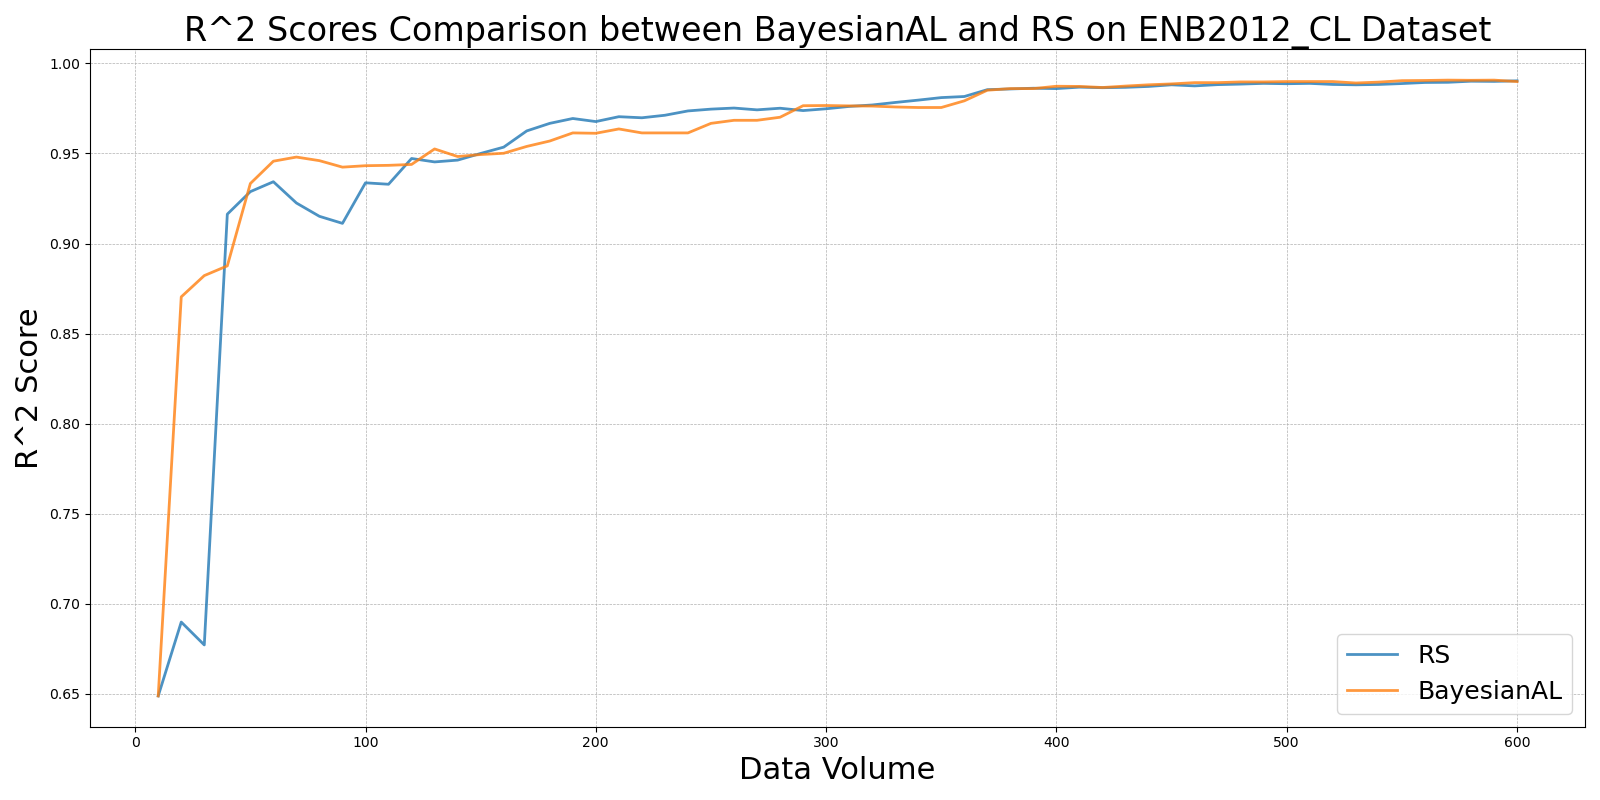 R^2 Scores Comparison between BayesianAL and RS on ENB2012_CL Dataset
R^2 Score
1.00
0.95
0.90
0.85
0.80
0.75
0.70
0.65
0 100 200 300 400 500 600
Data Volume
RS
BayesianAL